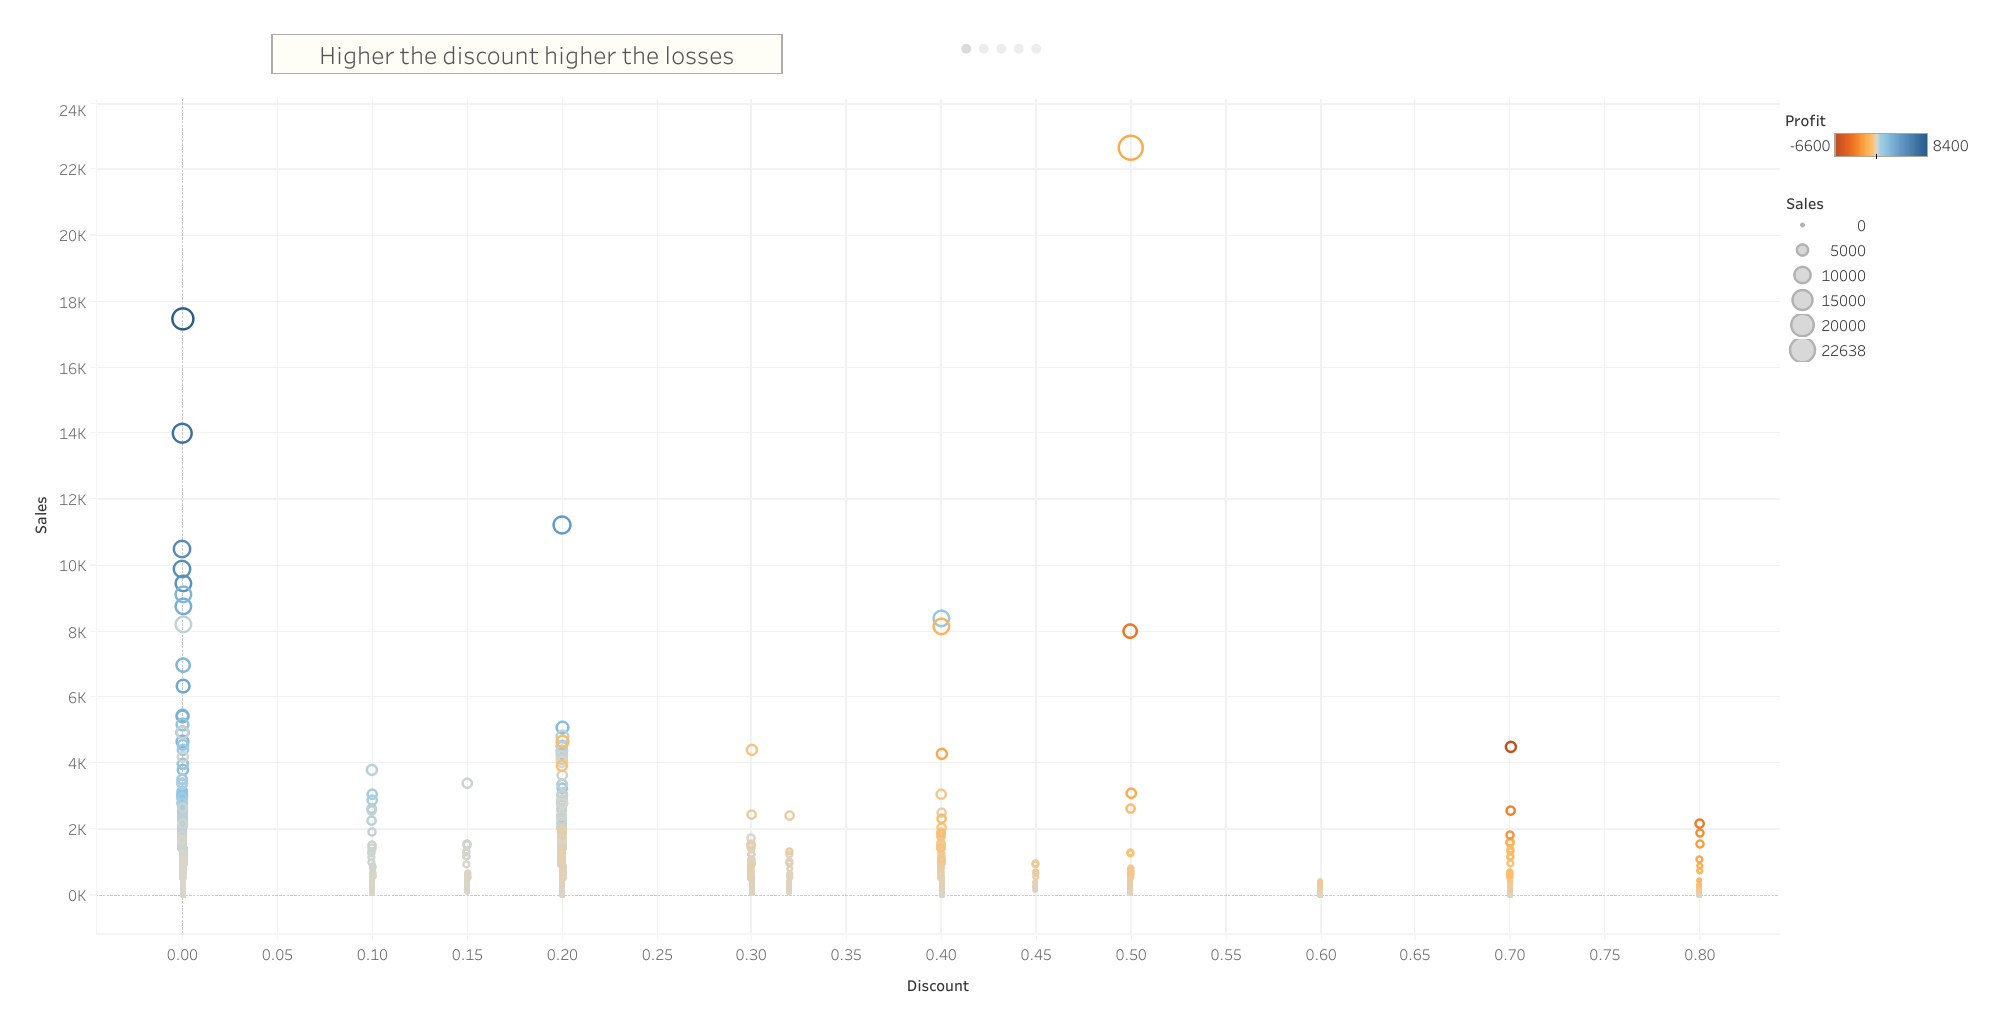 Higher the discount higher the losses
24K
22K
20K
18K
16K
14K
12K
10K
8K
6K
4K
2K
0K
Sales
0.00 0.05 0.10 0.15 0.20 0.25 0.30 0.35 0.40 0.45 0.50 0.55 0.60 0.65 0.70 0.75 0.80
Discount
Profit
-6600 8400
Sales
0
5000
10000
15000
20000
22638